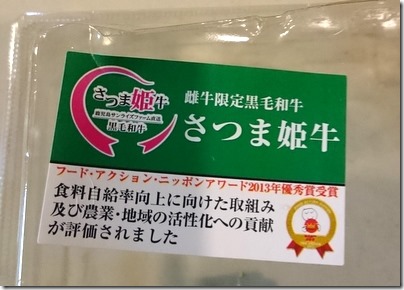 さつま姫牛
鹿児島サンライズファーム直送
黒毛和牛
雌牛限定黒毛和牛
さつま姫牛
フード・アクション・ニッポンアワード2013年優秀賞受賞
食料自給率向上に向けた取組み
及び農業・地域の活性化への貢献
が評価されました